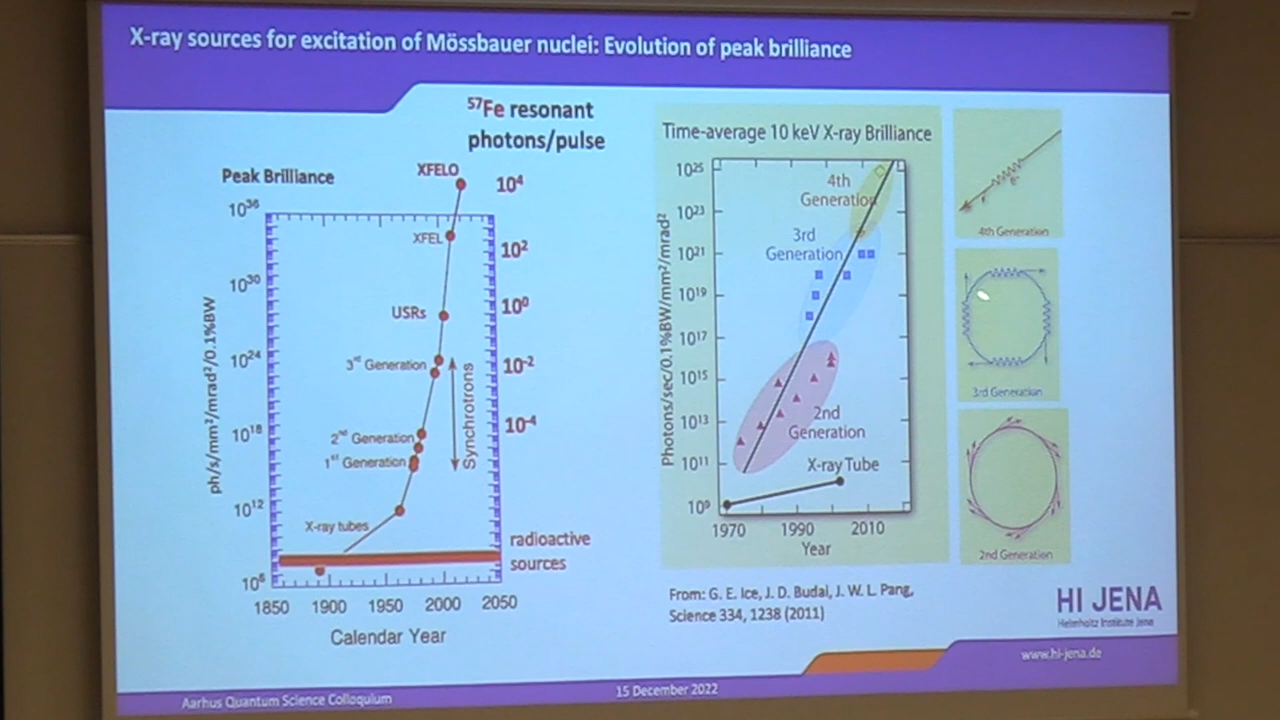 X-ray sources for excitation of Mössbauer nuclei: Evolution of peak brilliance
⁵⁷Fe resonant
photons/pulse
Peak Brilliance
XFELO
XFEL
USRs
3rd Generation
2nd Generation
1st Generation
X-ray tubes
Synchrotrons
10⁴
10²
10⁰
10⁻²
10⁻⁴
radioactive
sources
ph/s/mm²/mrad²/0.1%BW
10³⁶
10³⁰
10²⁴
10¹⁸
10¹²
10⁶
1850 1900 1950 2000 2050
Calendar Year
Time-average 10 keV X-ray Brilliance
Photons/sec/0.1%BW/mm²/mrad²
10²⁵
10²³
10²¹
10¹⁹
10¹⁷
10¹⁵
10¹³
10¹¹
10⁹
4th
Generation
3rd
Generation
2nd
Generation
X-ray Tube
1970 1990 2010
Year
e⁻
4th Generation
3rd Generation
2nd Generation
From: G. E. Ice, J. D. Budai, J. W. L. Pang,
Science 334, 1238 (2011)
HI JENA
Helmholtz Institute Jena
www.hi-jena.de
Aarhus Quantum Science Colloquium
15 December 2022